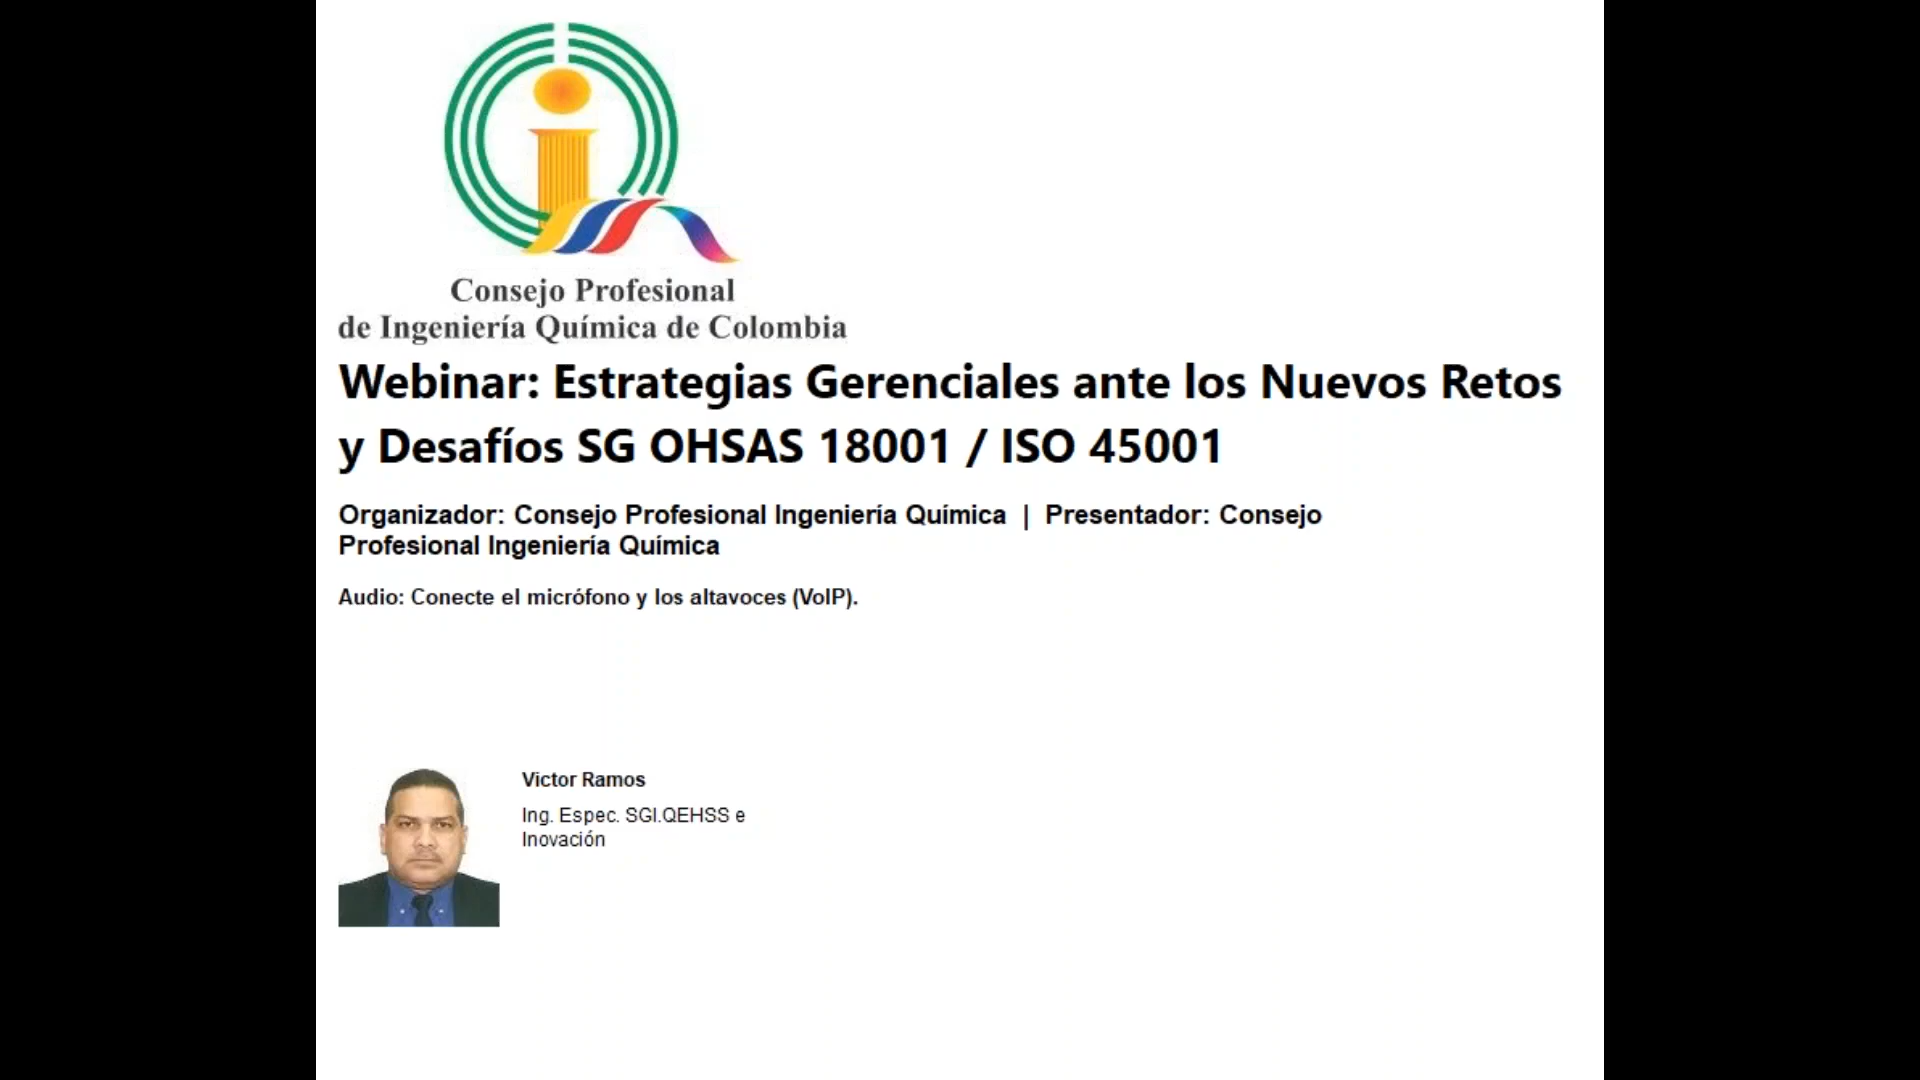 Consejo Profesional
de Ingeniería Química de Colombia
Webinar: Estrategias Gerenciales ante los Nuevos Retos
y Desafíos SG OHSAS 18001 / ISO 45001
Organizador: Consejo Profesional Ingeniería Química | Presentador: Consejo
Profesional Ingeniería Química
Audio: Conecte el micrófono y los altavoces (VoIP).
Victor Ramos
Ing. Espec. SGI.QEHSS e
Inovación